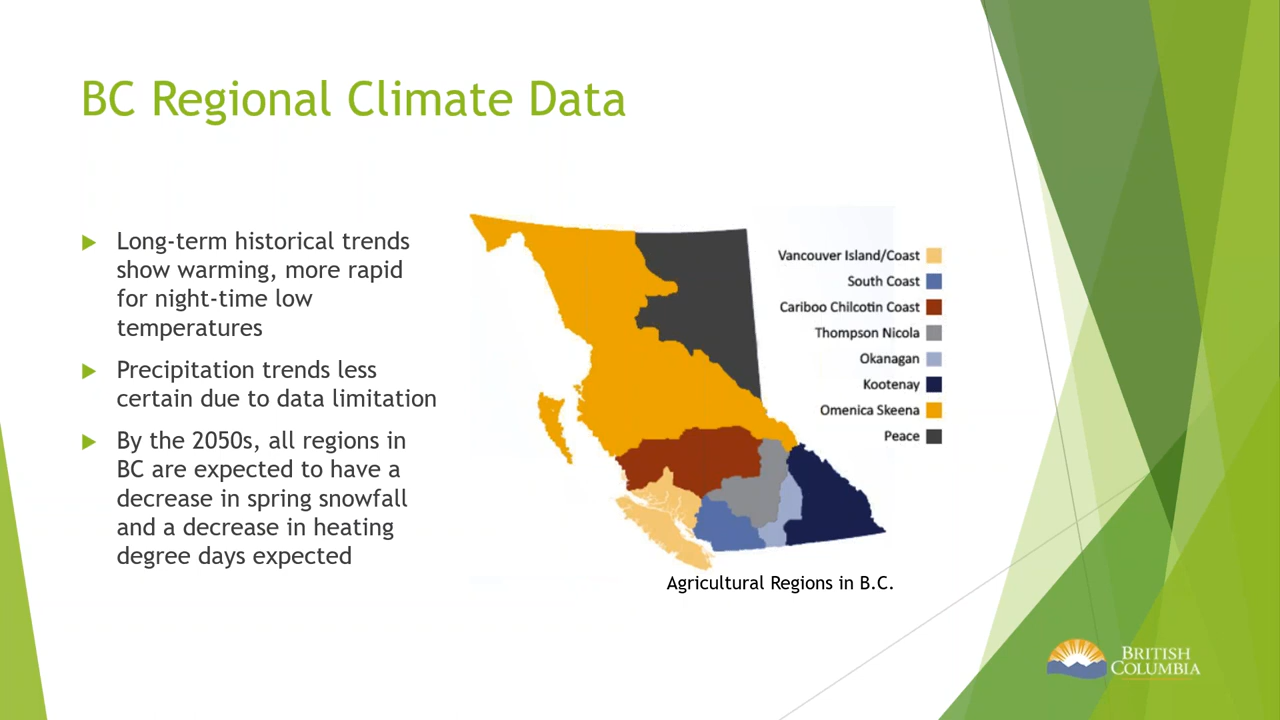 BC Regional Climate Data
Long-term historical trends
show warming, more rapid
for night-time low
temperatures
Precipitation trends less
certain due to data limitation
By the 2050s, all regions in
BC are expected to have a
decrease in spring snowfall
and a decrease in heating
degree days expected
Vancouver Island/Coast
South Coast
Cariboo Chilcotin Coast
Thompson Nicola
Okanagan
Kootenay
Omenica Skeena
Peace
Agricultural Regions in B.C.
BRITISH
COLUMBIA